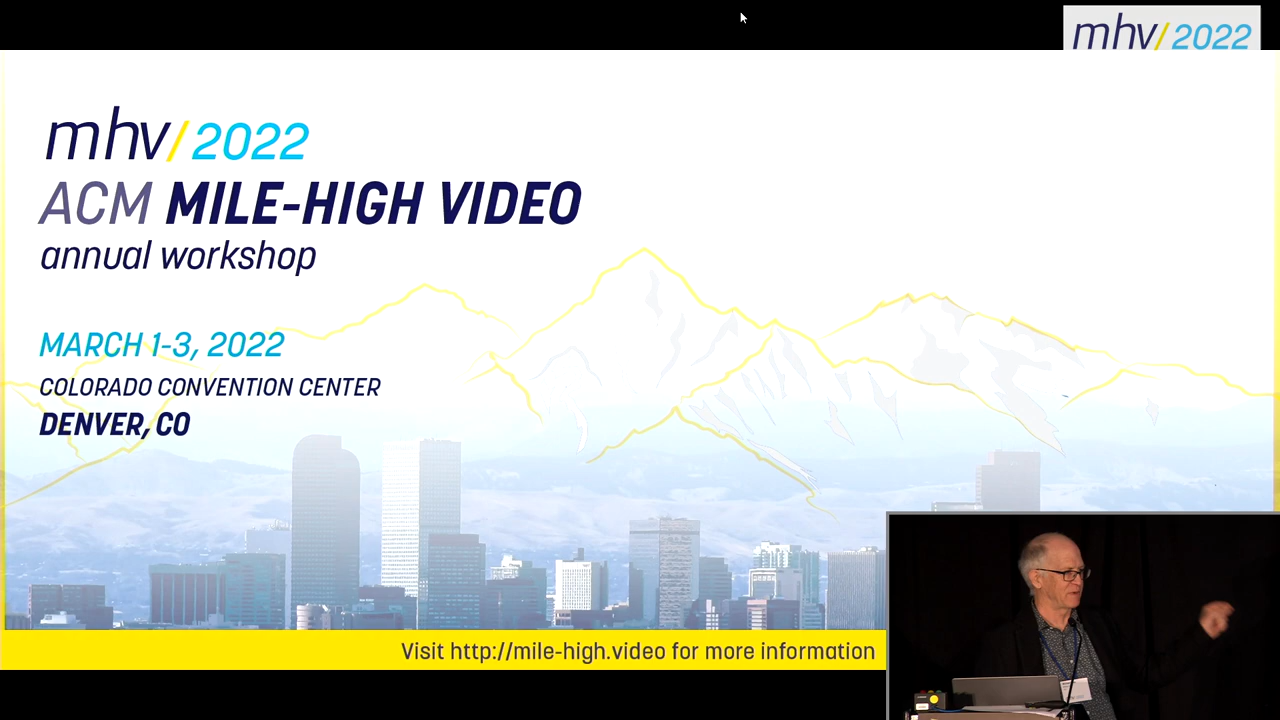 mhv/2022
mhv/2022
ACM MILE-HIGH VIDEO
annual workshop
MARCH 1-3, 2022
COLORADO CONVENTION CENTER
DENVER, CO
Visit http://mile-high.video for more information